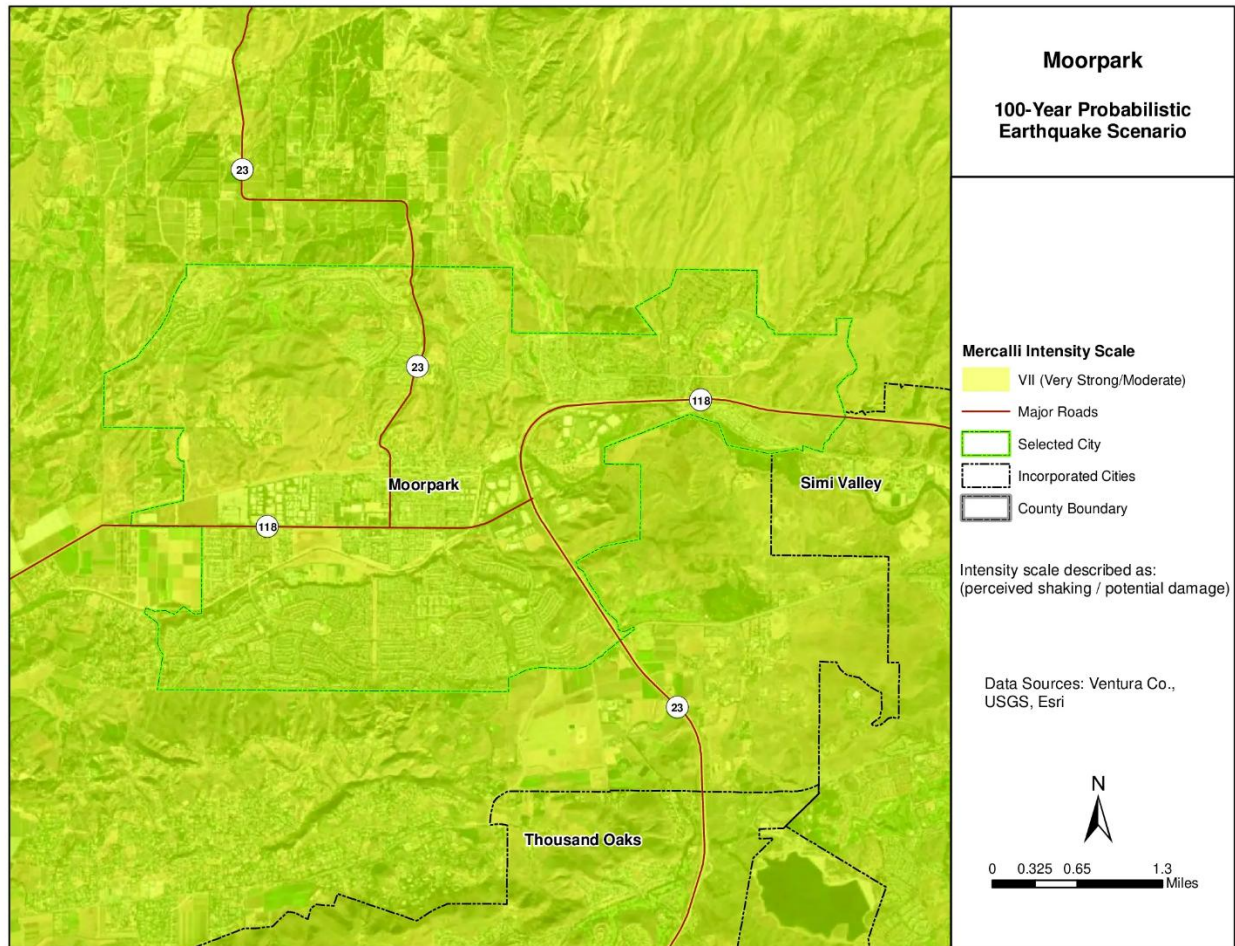 Moorpark
100-Year Probabilistic
Earthquake Scenario
Mercalli Intensity Scale
VII (Very Strong/Moderate)
Major Roads
Selected City
Incorporated Cities
County Boundary
Intensity scale described as:
(perceived shaking / potential damage)
Data Sources: Ventura Co.,
USGS, Esri
N
0 0.325 0.65 1.3
Miles
23
23
118
Moorpark
Simi Valley
118
23
Thousand Oaks